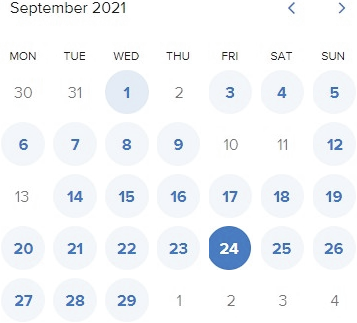 September 2021
MON TUE WED THU FRI SAT SUN
30 31 1 2 3 4 5
6 7 8 9 10 11 12
13 14 15 16 17 18 19
20 21 22 23 24 25 26
27 28 29 1 2 3 4